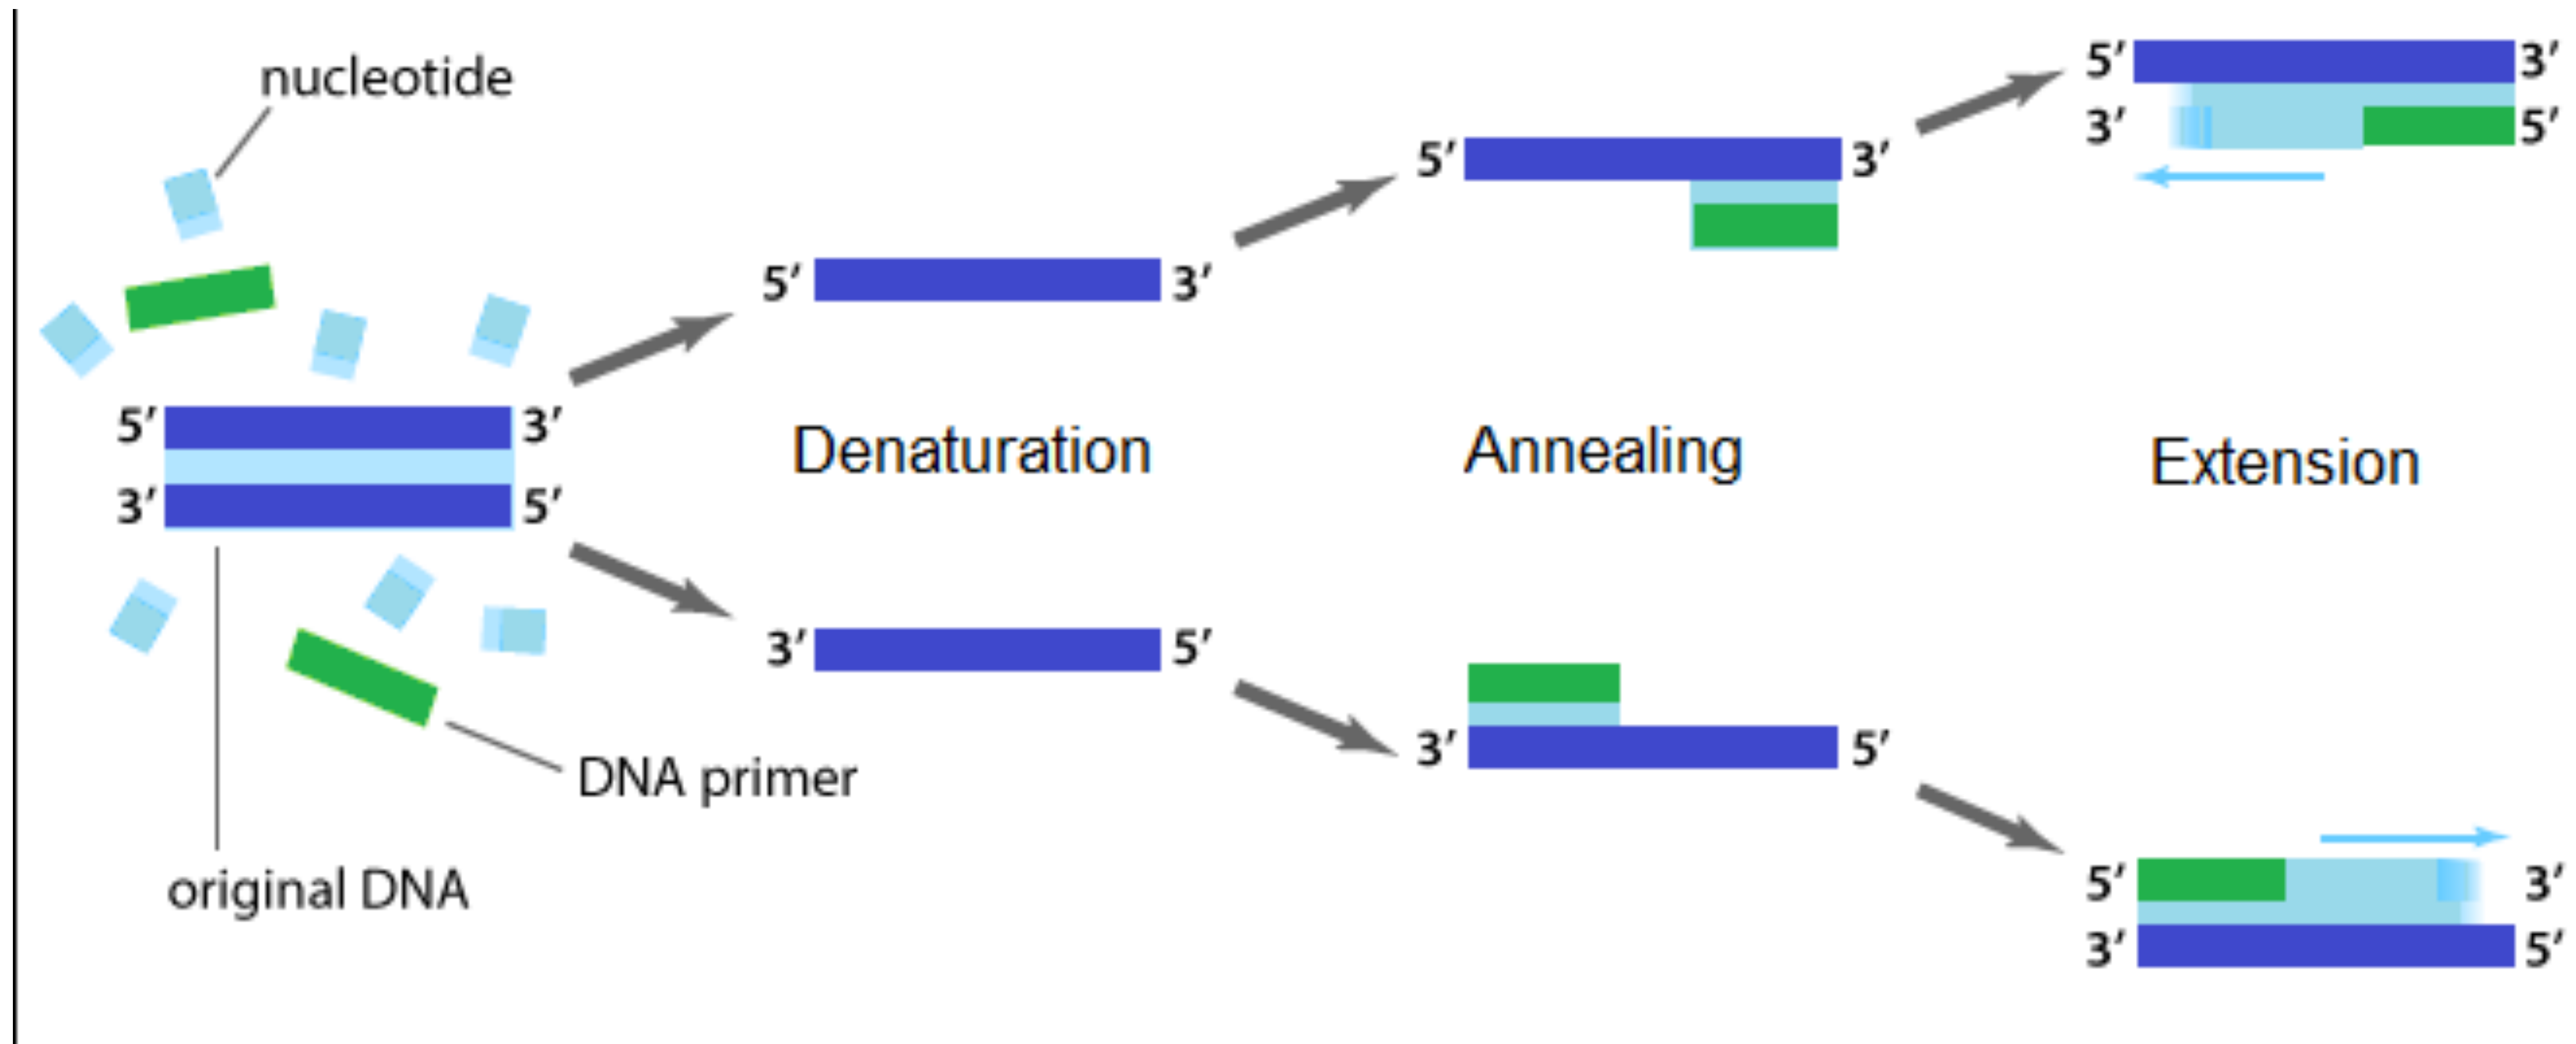 nucleotide
5′ 3′
3′ 5′
5′ 3′
5′ 3′
5′ 3′
3′ 5′
Denaturation
Annealing
Extension
3′ 5′
3′ 5′
DNA primer
original DNA
5′ 3′
3′ 5′